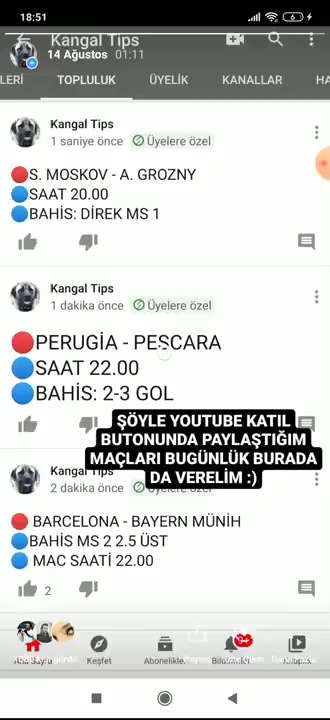 18:51
Kangal Tips
14 Ağustos 01:11
LERİ TOPLULUK ÜYELİK KANALLAR HA
Kangal Tips
1 saniye önce Üyelere özel
S. MOSKOV - A. GROZNY
SAAT 20.00
BAHİS: DİREK MS 1
Kangal Tips
1 dakika önce Üyelere özel
PERUGİA - PESCARA
SAAT 22.00
BAHİS: 2-3 GOL
ŞÖYLE YOUTUBE KATIL
BUTONUNDA PAYLAŞTIĞIM
MAÇLARI BUGÜNLÜK BURADA
DA VERELİM :)
Kangal Tips
2 dakika önce Üyelere özel
BARCELONA - BAYERN MÜNİH
BAHİS MS 2 2.5 ÜST
MAC SAATİ 22.00
2
Ana Sayfa Keşfet Abonelikler